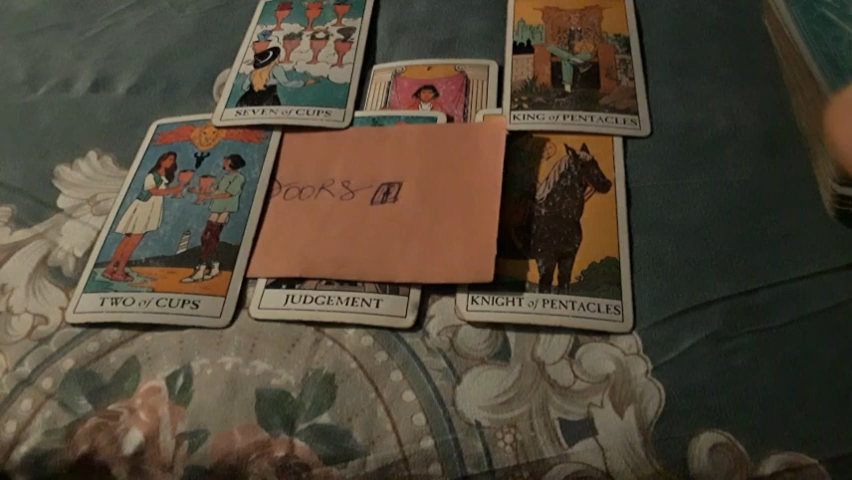 SEVEN of CUPS
KING of PENTACLES
DOORS
TWO of CUPS
JUDGEMENT
KNIGHT of PENTACLES